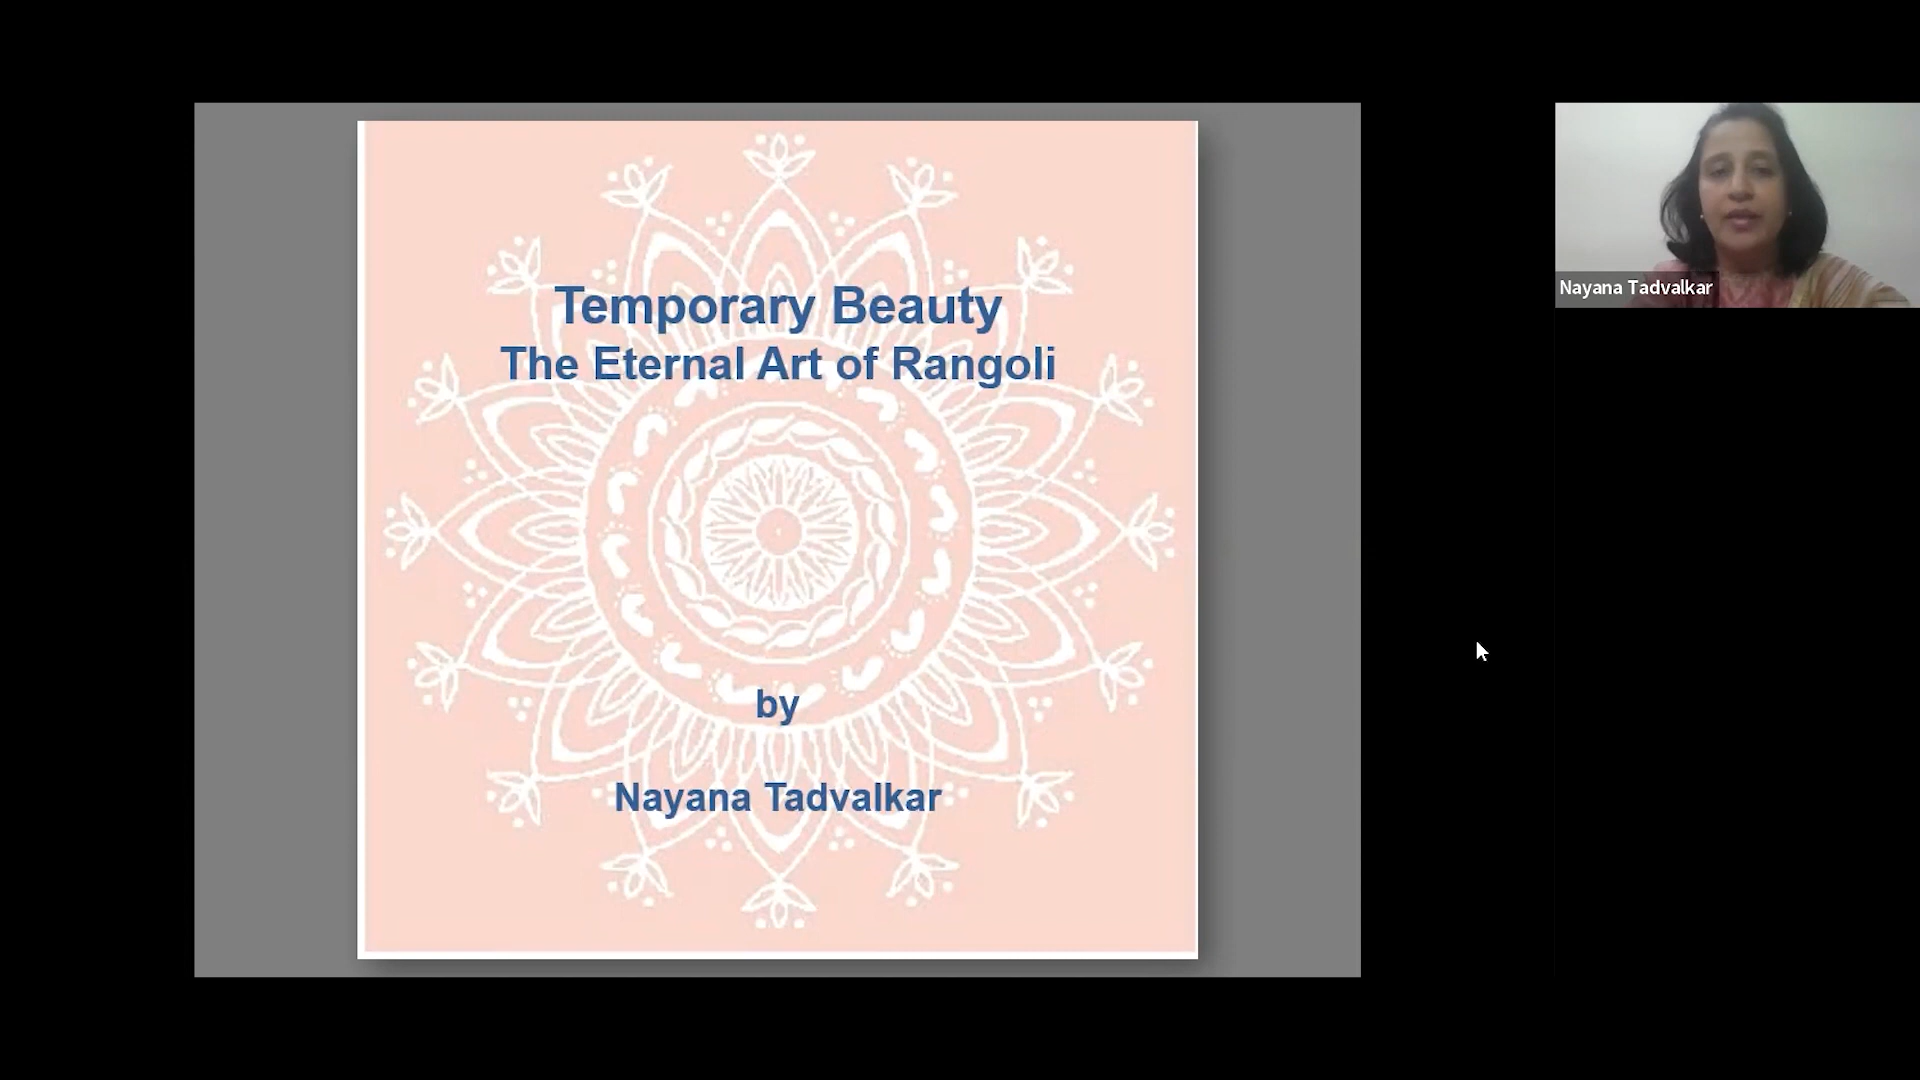 Temporary Beauty
The Eternal Art of Rangoli
by
Nayana Tadvalkar
Nayana Tadvalkar